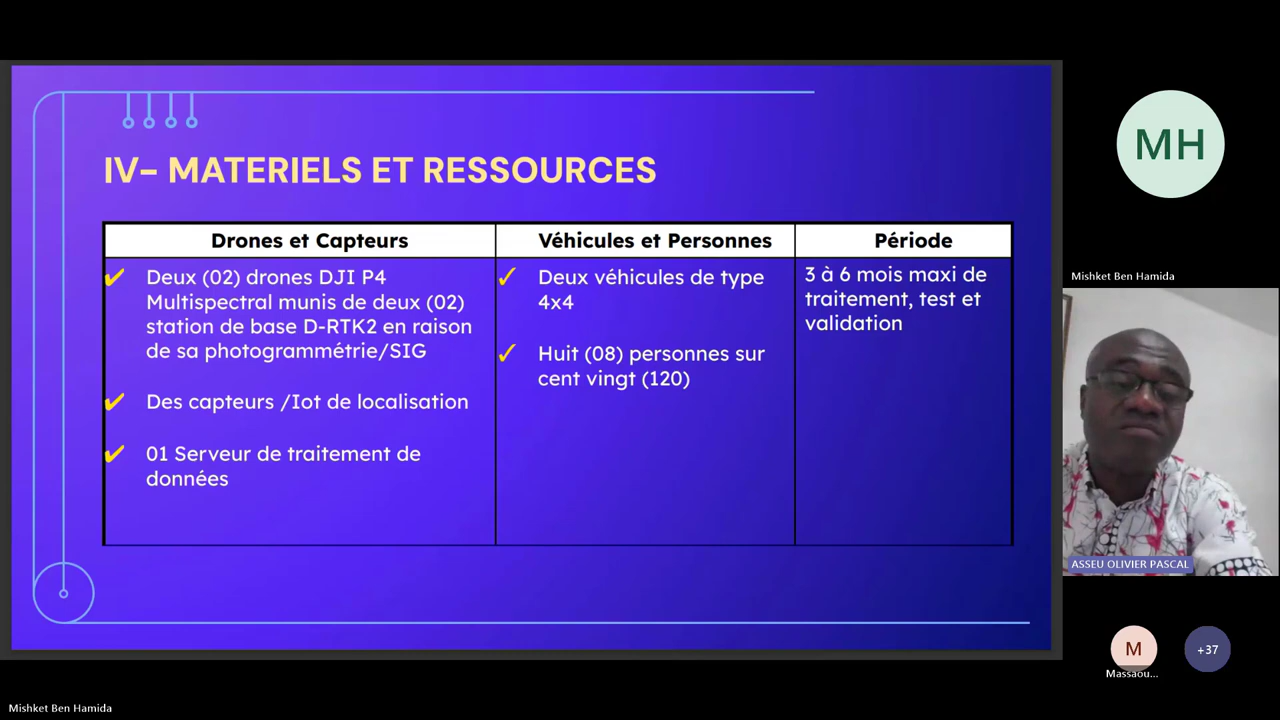 IV- MATERIELS ET RESSOURCES
Drones et Capteurs
Véhicules et Personnes
Période
Deux (02) drones DJI P4
Multispectral munis de deux (02)
station de base D-RTK2 en raison
de sa photogrammétrie/SIG
Des capteurs /Iot de localisation
01 Serveur de traitement de
données
Deux véhicules de type
4x4
Huit (08) personnes sur
cent vingt (120)
3 à 6 mois maxi de
traitement, test et
validation
MH
Mishket Ben Hamida
ASSEU OLIVIER PASCAL
M
Massaou...
+37
Mishket Ben Hamida